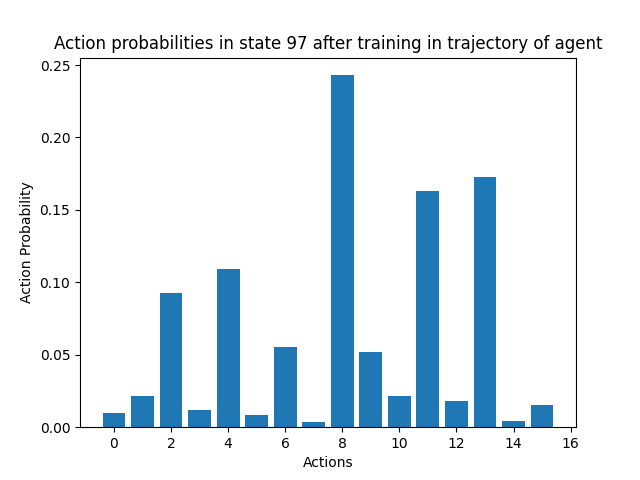 Action probabilities in state 97 after training in trajectory of agent
0.25
0.20
0.15
0.10
0.05
0.00
Action Probability
0 2 4 6 8 10 12 14 16
Actions